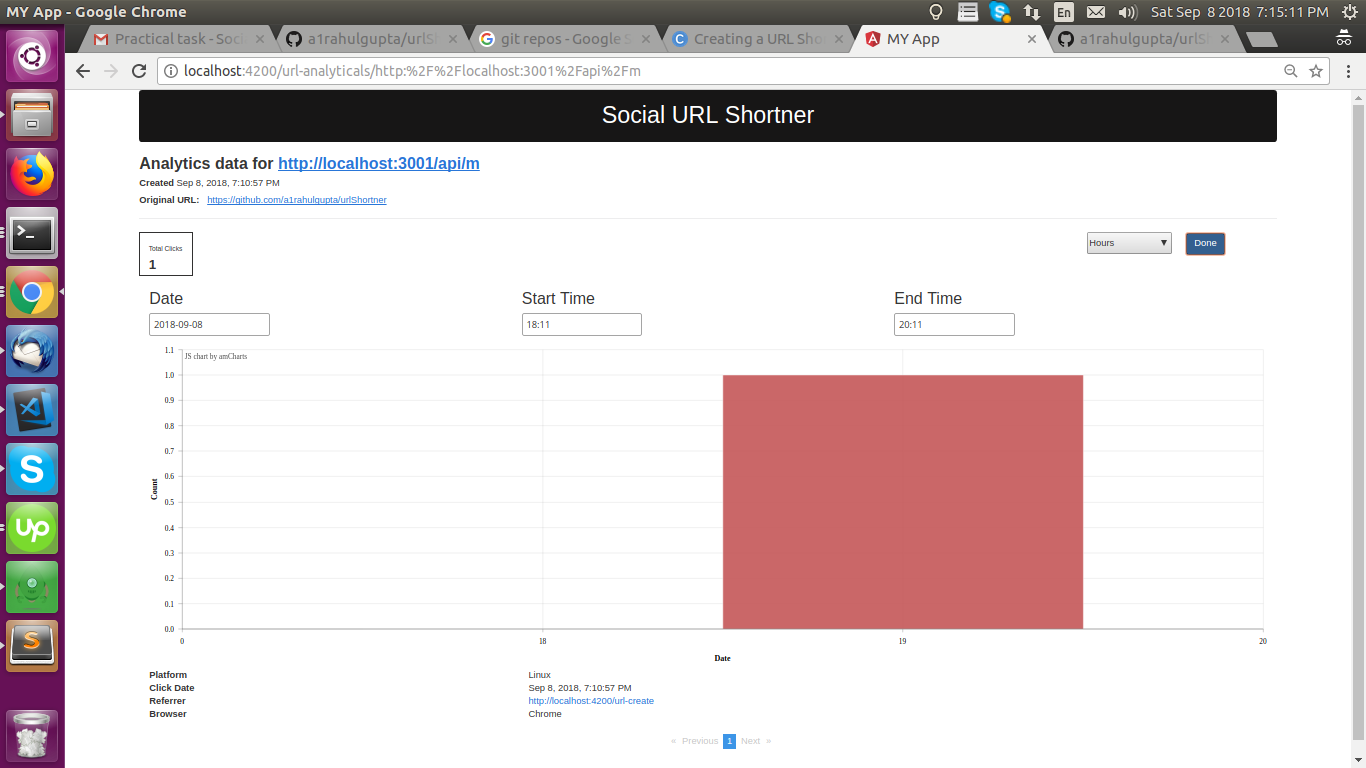 MY App - Google Chrome
En
Sat Sep 8 2018 7:15:11 PM
Practical task - Soci
a1rahulgupta/urlSh
git repos - Google S
Creating a URL Shor
MY App
a1rahulgupta/urlSh
localhost:4200/url-analyticals/http:%2F%2Flocalhost:3001%2Fapi%2Fm
Social URL Shortner
Analytics data for http://localhost:3001/api/m
Created Sep 8, 2018, 7:10:57 PM
Original URL: https://github.com/a1rahulgupta/urlShortner
Total Clicks
1
Hours
Done
Date
Start Time
End Time
2018-09-08
18:11
20:11
JS chart by amCharts
1.1
1.0
0.9
0.8
0.7
0.6
0.5
0.4
0.3
0.2
0.1
0.0
Count
0 18 19 20
Date
Platform Linux
Click Date Sep 8, 2018, 7:10:57 PM
Referrer http://localhost:4200/url-create
Browser Chrome
« Previous 1 Next »